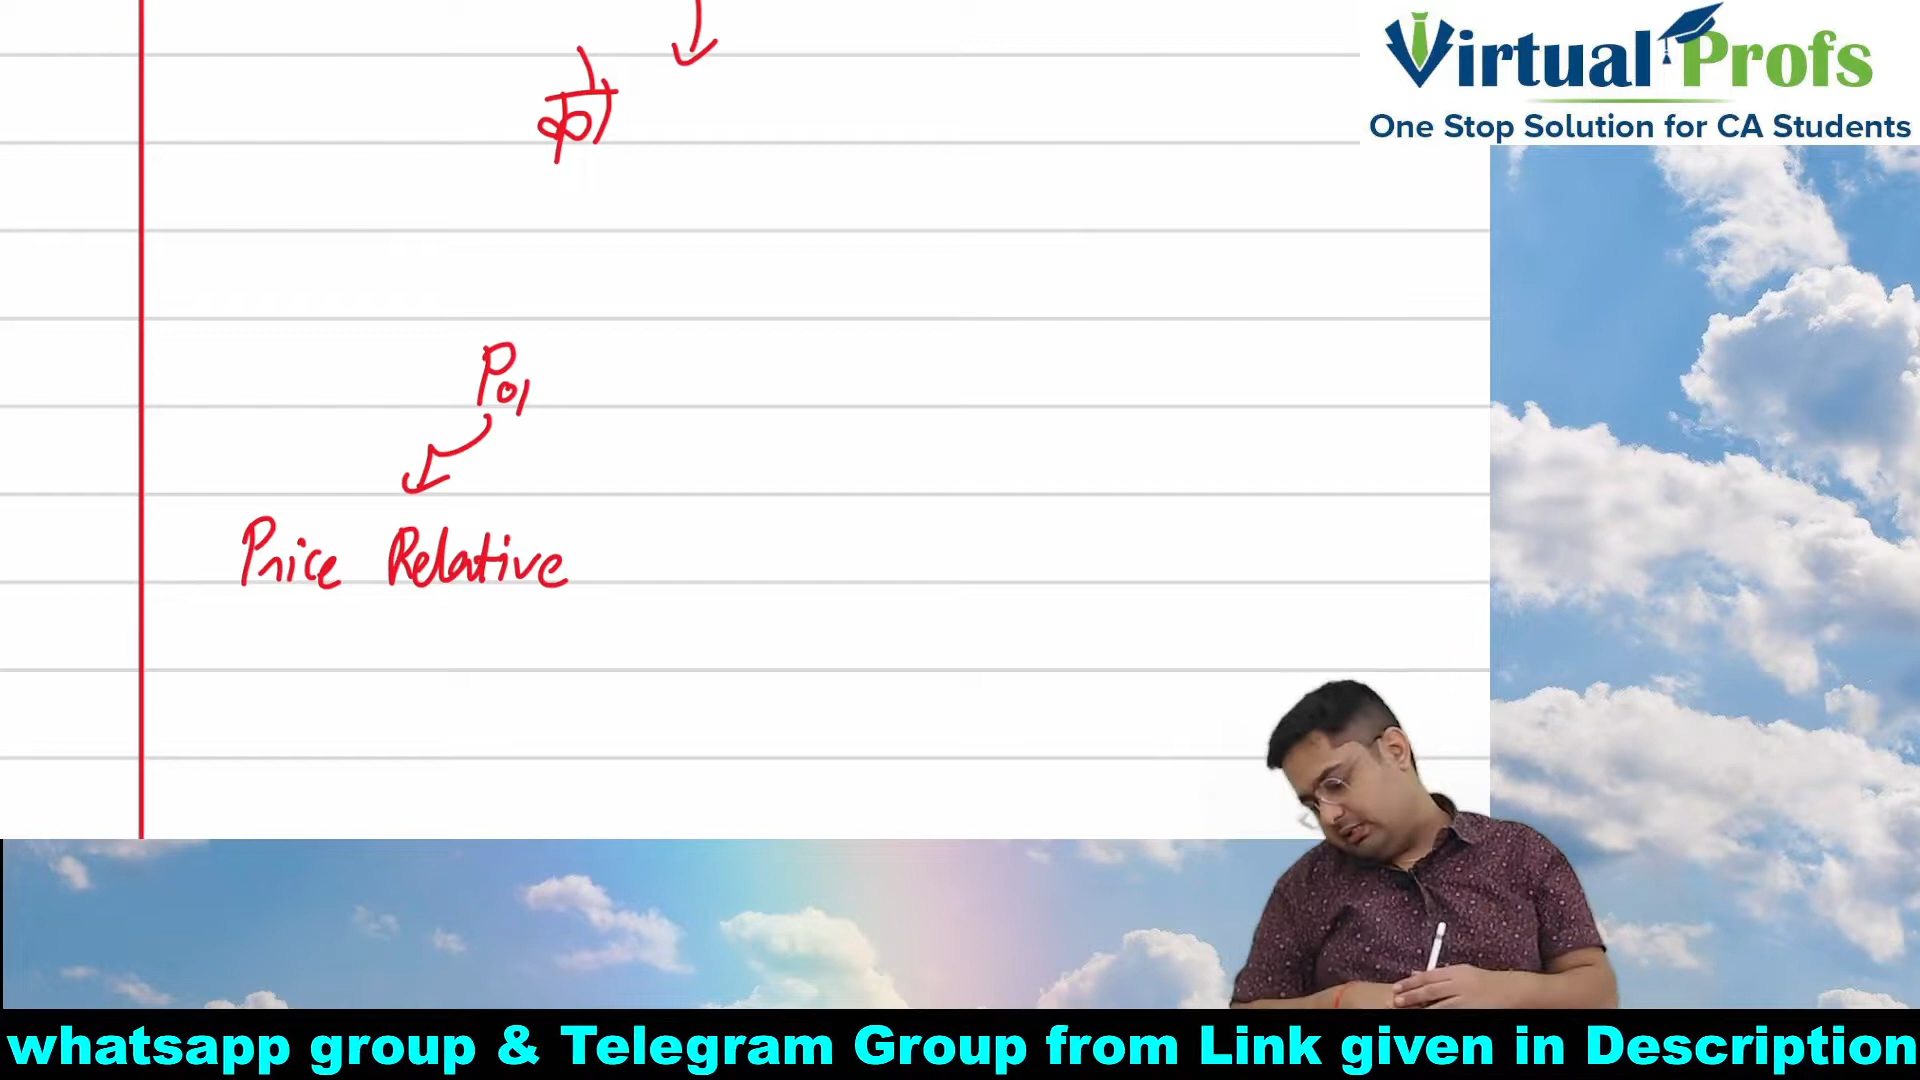 Virtual Profs
One Stop Solution for CA Students
P01
Price Relative
whatsapp group & Telegram Group from Link given in Description